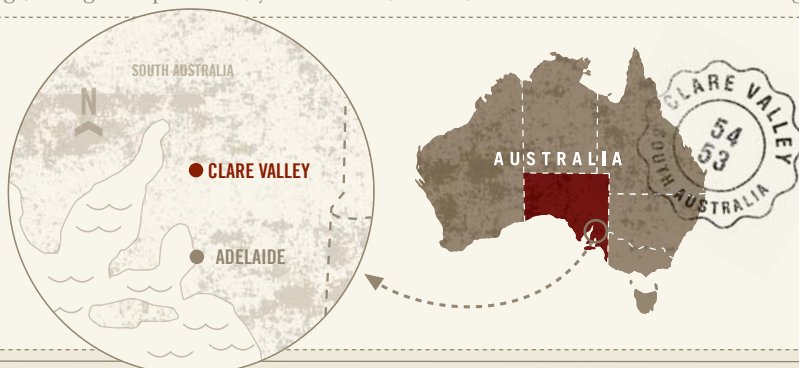 SOUTH AUSTRALIA
N
CLARE VALLEY
ADELAIDE
AUSTRALIA
CLARE VALLEY
54
53
SOUTH AUSTRALIA